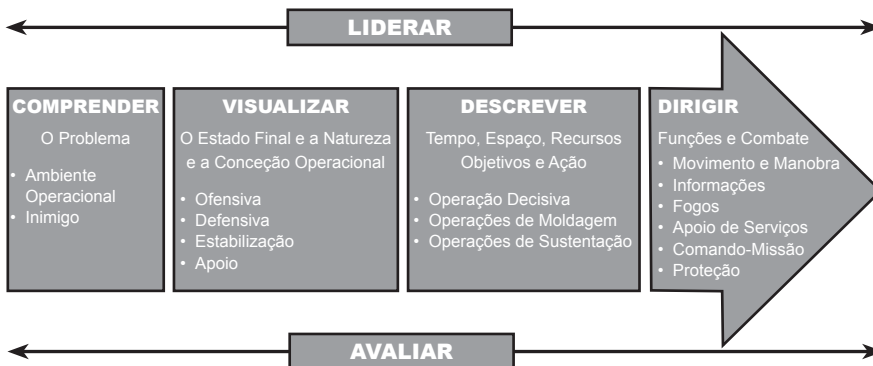 LIDERAR
COMPRENDER
O Problema
• Ambiente
Operacional
• Inimigo
VISUALIZAR
O Estado Final e a Natureza
e a Conceção Operacional
• Ofensiva
• Defensiva
• Estabilização
• Apoio
DESCREVER
Tempo, Espaço, Recursos
Objetivos e Ação
• Operação Decisiva
• Operações de Moldagem
• Operações de Sustentação
DIRIGIR
Funções e Combate
• Movimento e Manobra
• Informações
• Fogos
• Apoio de Serviços
• Comando-Missão
• Proteção
AVALIAR